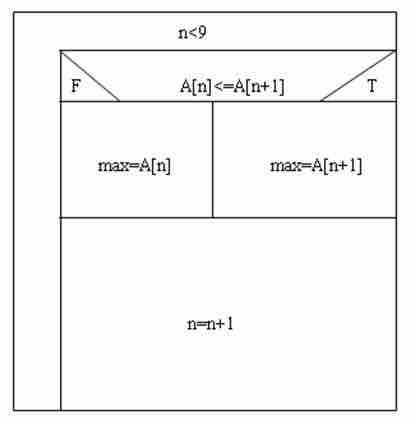 n<9
F A[n]<=A[n+1] T
max=A[n] max=A[n+1]
n=n+1